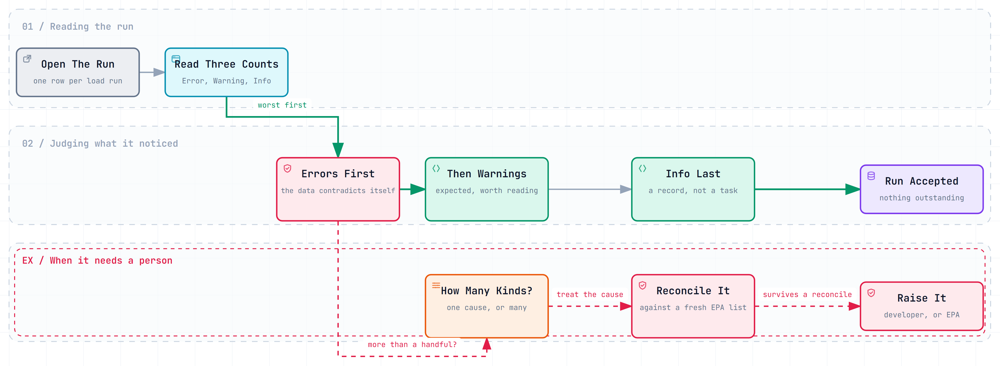 01 / Reading the run
Open The Run
one row per load run
Read Three Counts
Error, Warning, Info
worst first
02 / Judging what it noticed
Errors First
the data contradicts itself
Then Warnings
expected, worth reading
Info Last
a record, not a task
Run Accepted
nothing outstanding
EX / When it needs a person
How Many Kinds?
one cause, or many
treat the cause
Reconcile It
against a fresh EPA list
survives a reconcile
Raise It
developer, or EPA
more than a handful?